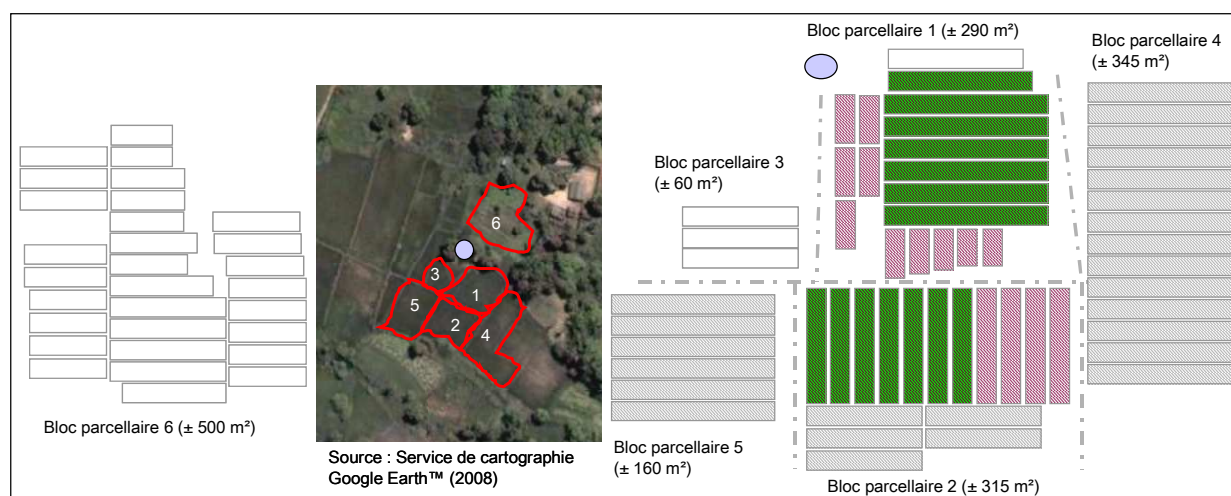 Bloc parcellaire 1 (± 290 m²)
Bloc parcellaire 4
(± 345 m²)
Bloc parcellaire 3
(± 60 m²)
6
3
1
5
2
4
Bloc parcellaire 6 (± 500 m²)
Source : Service de cartographie
Google Earth™ (2008)
Bloc parcellaire 5
(± 160 m²)
Bloc parcellaire 2 (± 315 m²)